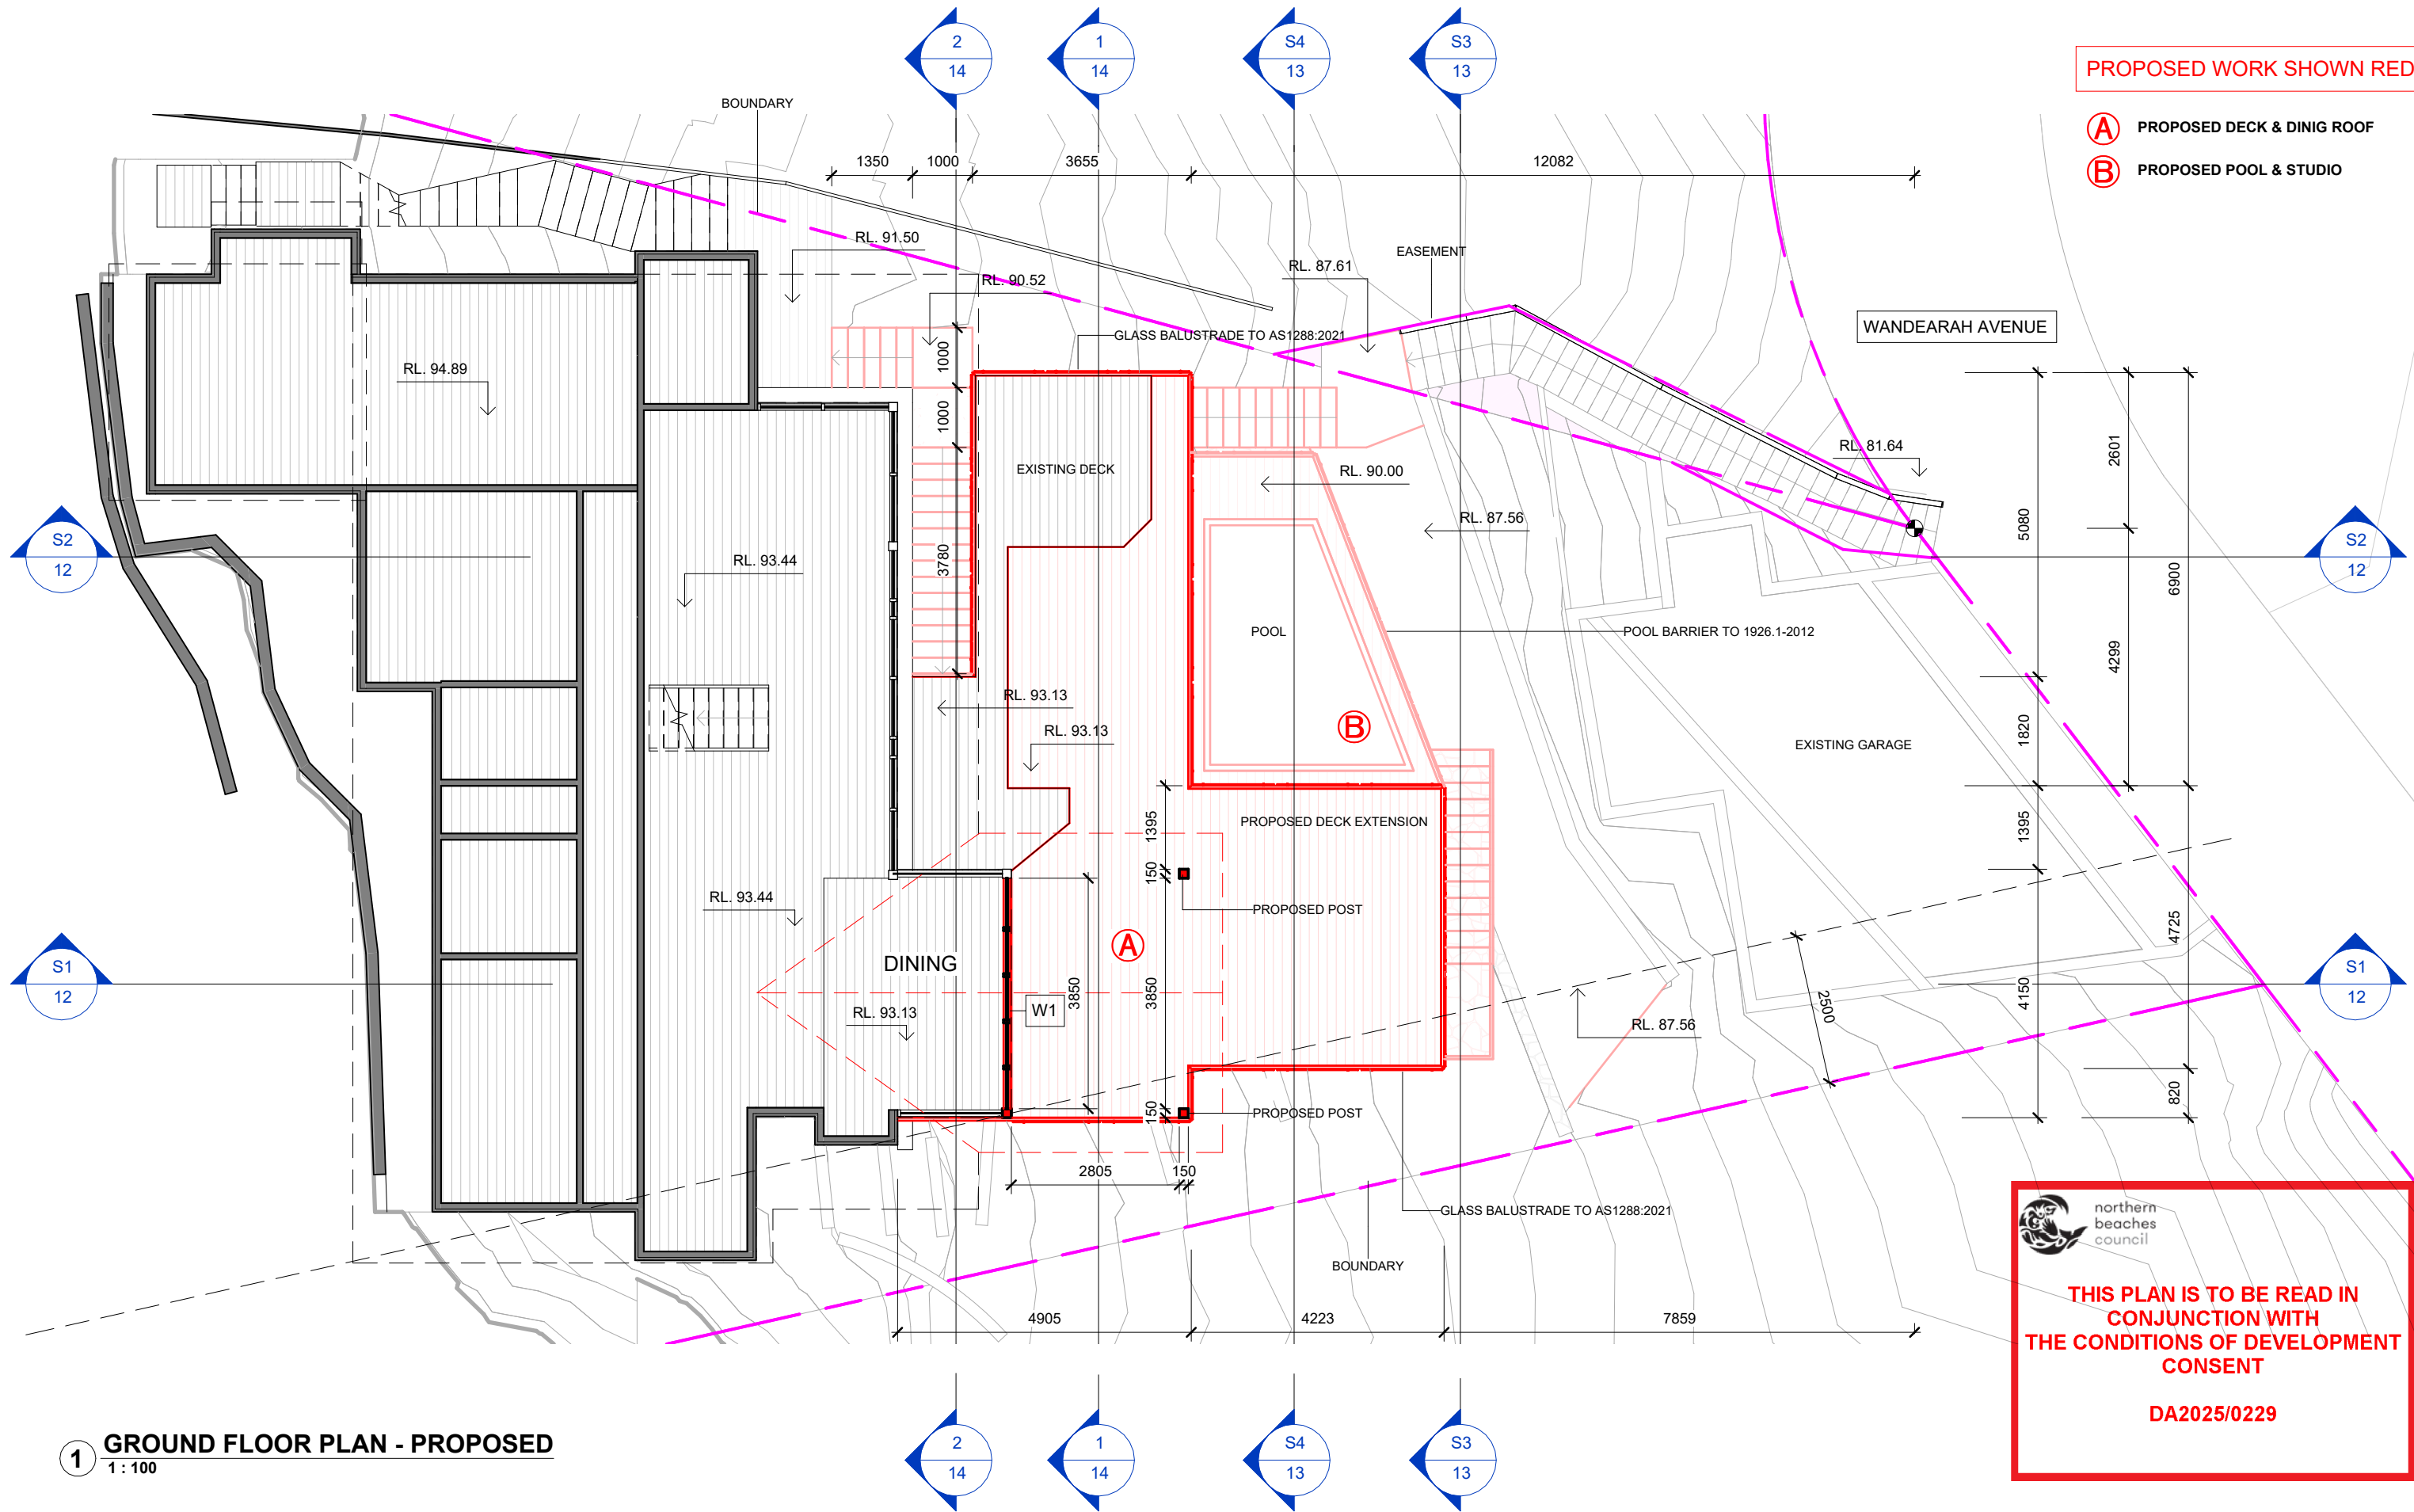 2
14
1
14
S4
13
S3
13
PROPOSED WORK SHOWN RED
A PROPOSED DECK & DINIG ROOF
B PROPOSED POOL & STUDIO
BOUNDARY
1350
1000
3655
12082
RL. 91.50
RL. 90.52
RL. 87.61
EASEMENT
WANDEARAH AVENUE
GLASS BALUSTRADE TO AS1288:2021
1000
1000
3780
RL. 94.89
EXISTING DECK
RL. 90.00
RL. 87.56
RL. 81.64
2601
5080
6900
4299
S2
12
S2
12
RL. 93.44
POOL
POOL BARRIER TO 1926.1-2012
RL. 93.13
RL. 93.13
B
EXISTING GARAGE
1820
1395
PROPOSED DECK EXTENSION
1395
150
RL. 93.44
PROPOSED POST
A
DINING
3850
3850
W1
RL. 93.13
RL. 87.56
2500
4725
4150
820
S1
12
S1
12
150
PROPOSED POST
2805
150
GLASS BALUSTRADE TO AS1288:2021
BOUNDARY
4905
4223
7859
northern
beaches
council
THIS PLAN IS TO BE READ IN
CONJUNCTION WITH
THE CONDITIONS OF DEVELOPMENT
CONSENT
DA2025/0229
1 GROUND FLOOR PLAN - PROPOSED
1 : 100
2
14
1
14
S4
13
S3
13